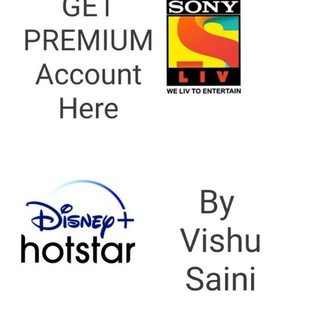 GET
PREMIUM
Account
Here
SONY
LIV
WE LIV TO ENTERTAIN
Disney+
hotstar
By
Vishu
Saini